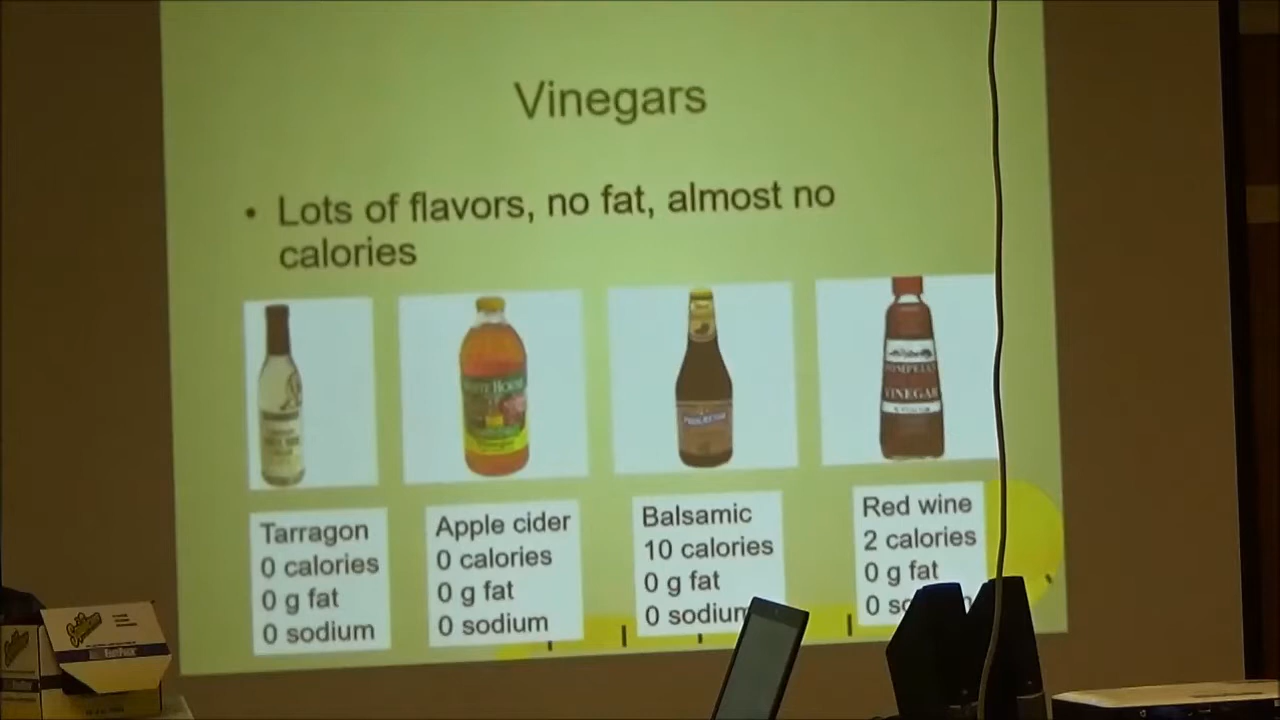 Vinegars
• Lots of flavors, no fat, almost no
calories
VINEGAR
Tarragon
0 calories
0 g fat
0 sodium
Apple cider
0 calories
0 g fat
0 sodium
Balsamic
10 calories
0 g fat
0 sodium
Red wine
2 calories
0 g fat
0